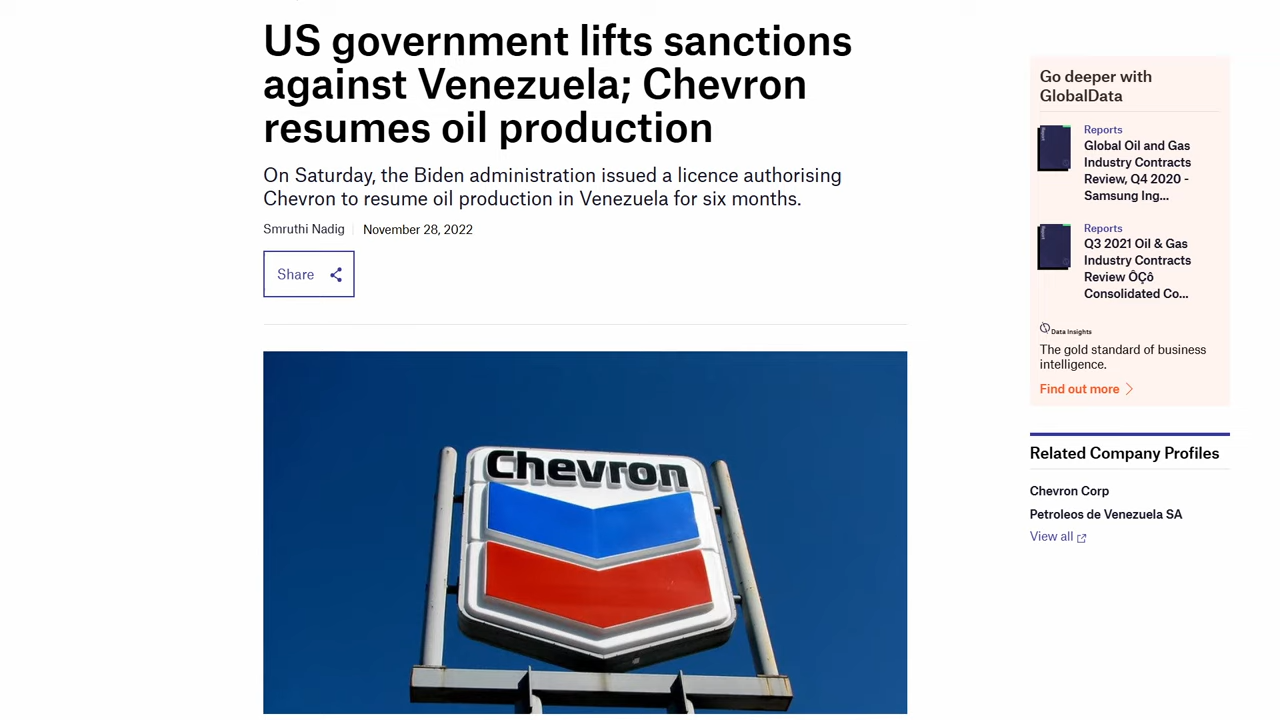 US government lifts sanctions
against Venezuela; Chevron
resumes oil production
On Saturday, the Biden administration issued a licence authorising
Chevron to resume oil production in Venezuela for six months.
Smruthi Nadig
November 28, 2022
Share
Chevron
Go deeper with
GlobalData
Reports
Global Oil and Gas
Industry Contracts
Review, Q4 2020 -
Samsung Ing...
Reports
Q3 2021 Oil & Gas
Industry Contracts
Review ÔÇô
Consolidated Co...
Data Insights
The gold standard of business
intelligence.
Find out more
Related Company Profiles
Chevron Corp
Petroleos de Venezuela SA
View all